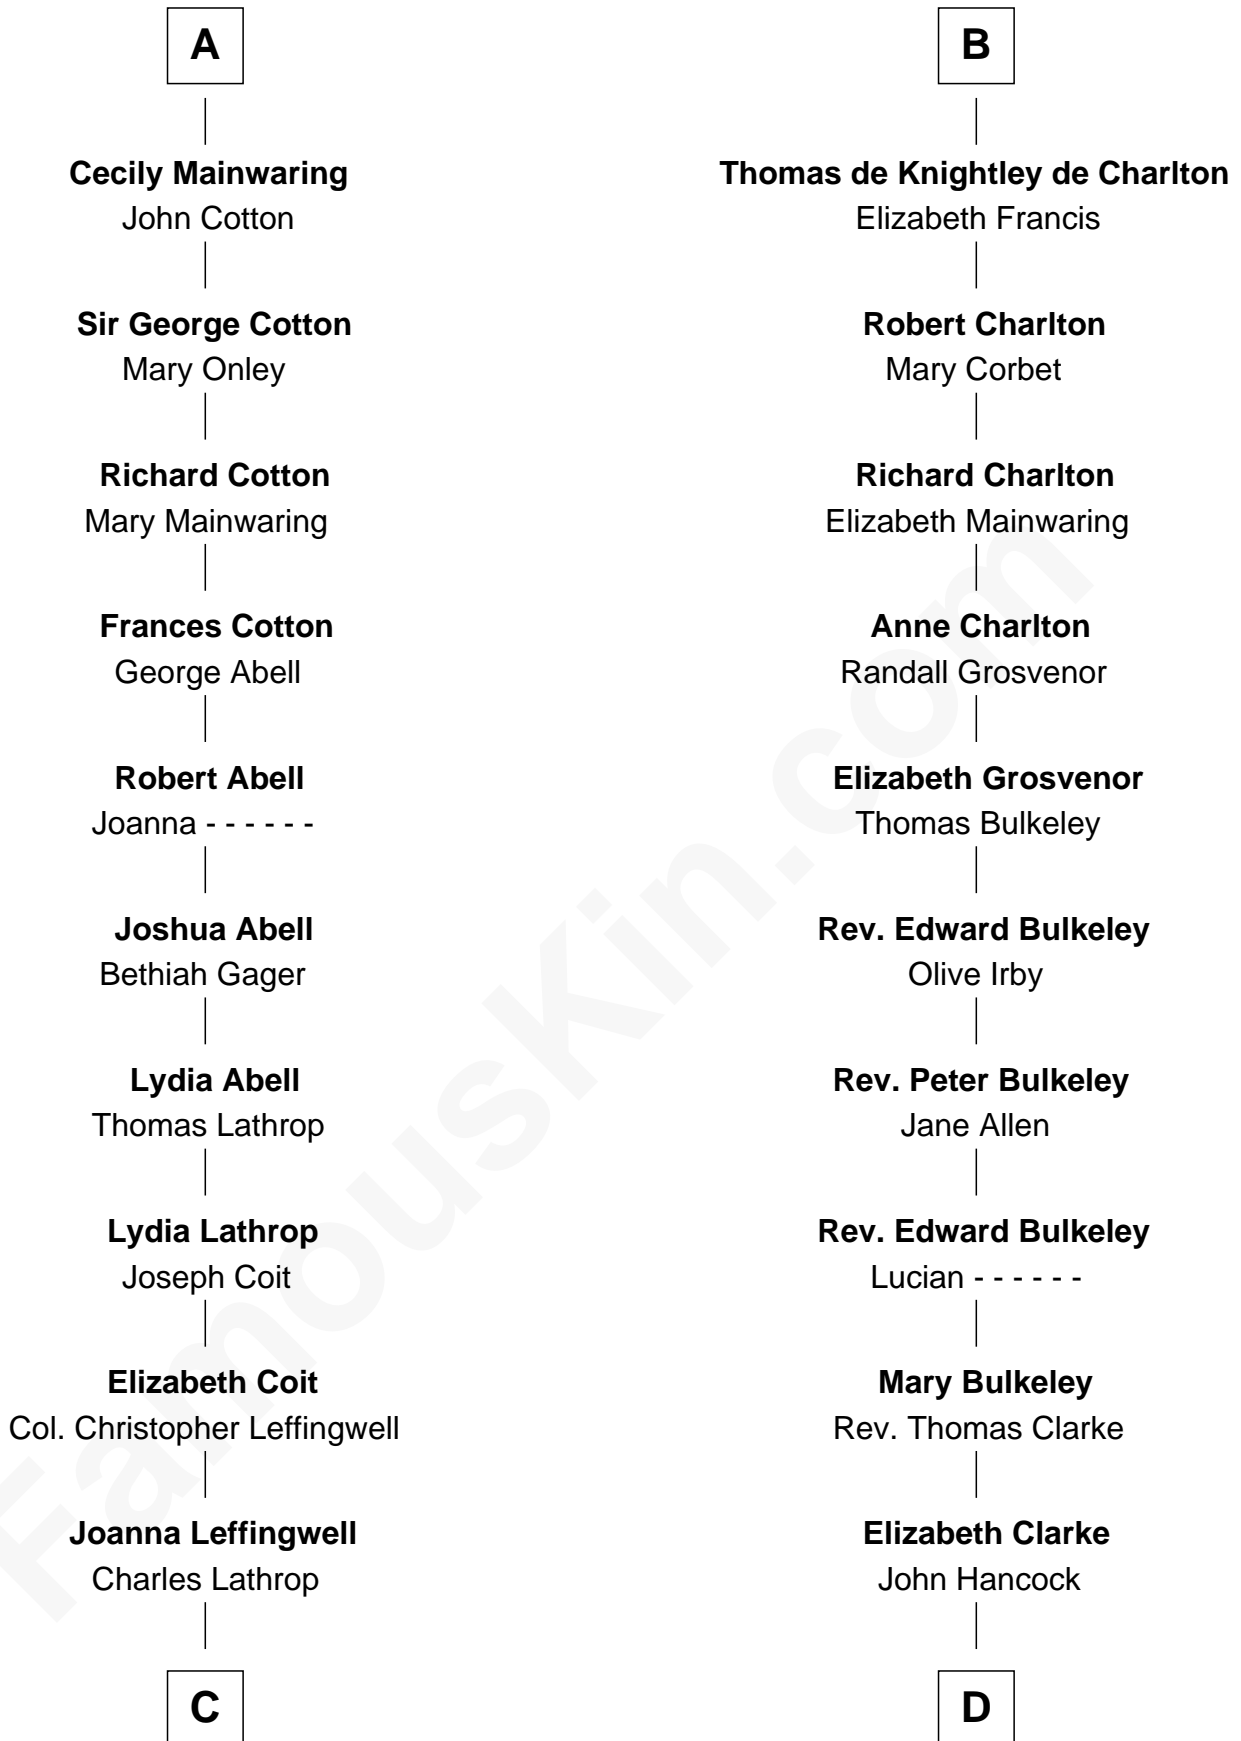 A
Cecily Mainwaring
John Cotton
Sir George Cotton
Mary Onley
Richard Cotton
Mary Mainwaring
Frances Cotton
George Abell
Robert Abell
Joanna - - - - - -
Joshua Abell
Bethiah Gager
Lydia Abell
Thomas Lathrop
Lydia Lathrop
Joseph Coit
Elizabeth Coit
Col. Christopher Leffingwell
Joanna Leffingwell
Charles Lathrop
C
B
Thomas de Knightley de Charlton
Elizabeth Francis
Robert Charlton
Mary Corbet
Richard Charlton
Elizabeth Mainwaring
Anne Charlton
Randall Grosvenor
Elizabeth Grosvenor
Thomas Bulkeley
Rev. Edward Bulkeley
Olive Irby
Rev. Peter Bulkeley
Jane Allen
Rev. Edward Bulkeley
Lucian - - - - - -
Mary Bulkeley
Rev. Thomas Clarke
Elizabeth Clarke
John Hancock
D
FamousKin.com